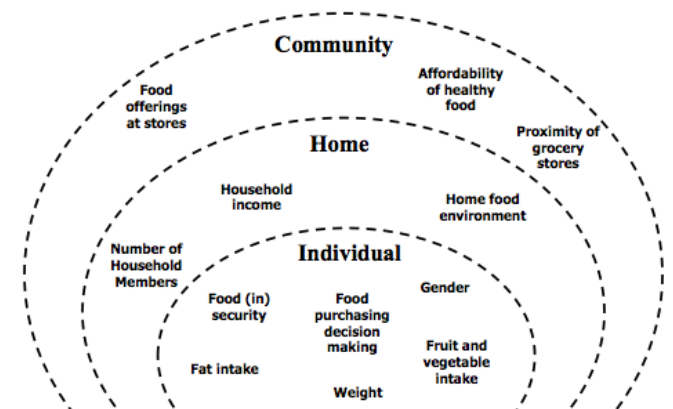 Community
Affordability
of healthy
food
Food
offerings
at stores
Proximity of
grocery
stores
Home
Household
income
Home food
environment
Number of
Household
Members
Individual
Food (in)
security
Food
purchasing
decision
making
Gender
Fruit and
vegetable
intake
Fat intake
Weight